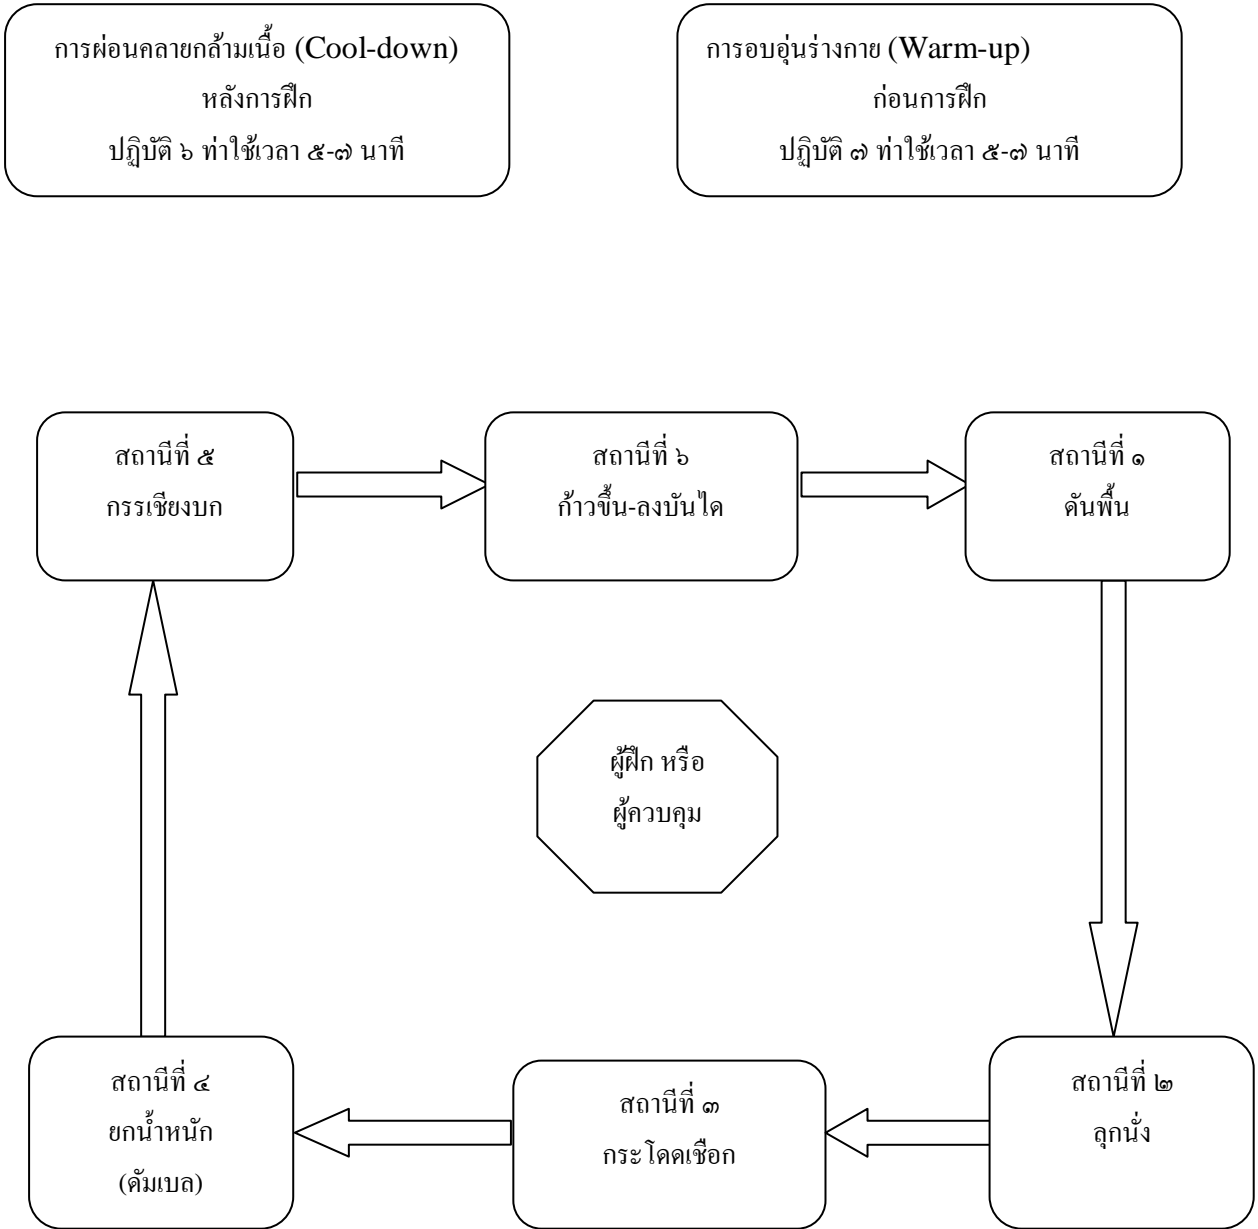 การผ่อนคลายกล้ามเนื้อ (Cool-down)
หลังการฝึก
ปฏิบัติ ๖ ท่าใช้เวลา ๕-๗ นาที
การอบอุ่นร่างกาย (Warm-up)
ก่อนการฝึก
ปฏิบัติ ๗ ท่าใช้เวลา ๕-๗ นาที
สถานีที่ ๕
กรรเชียงบก
สถานีที่ ๖
ก้าวขึ้น-ลงบันได
สถานีที่ ๑
ดันพื้น
ผู้ฝึก หรือ
ผู้ควบคุม
สถานีที่ ๔
ยกน้ำหนัก
(ดัมเบล)
สถานีที่ ๓
กระโดดเชือก
สถานีที่ ๒
ลุกนั่ง